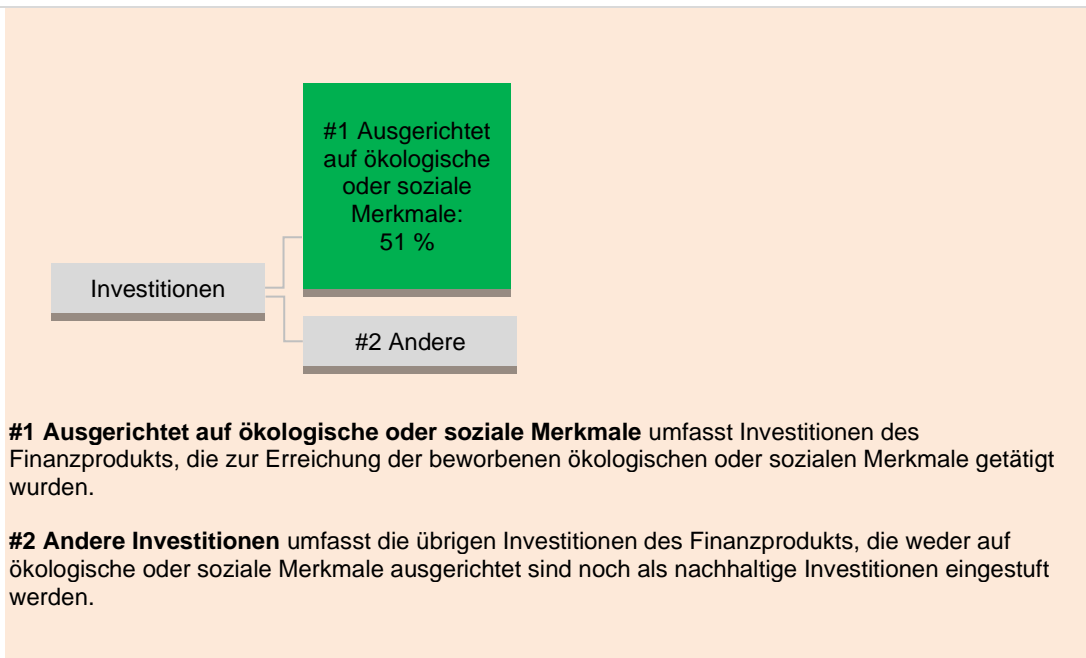 #1 Ausgerichtet
auf ökologische
oder soziale
Merkmale:
51 %
Investitionen
#2 Andere
#1 Ausgerichtet auf ökologische oder soziale Merkmale umfasst Investitionen des
Finanzprodukts, die zur Erreichung der beworbenen ökologischen oder sozialen Merkmale getätigt
wurden.
#2 Andere Investitionen umfasst die übrigen Investitionen des Finanzprodukts, die weder auf
ökologische oder soziale Merkmale ausgerichtet sind noch als nachhaltige Investitionen eingestuft
werden.